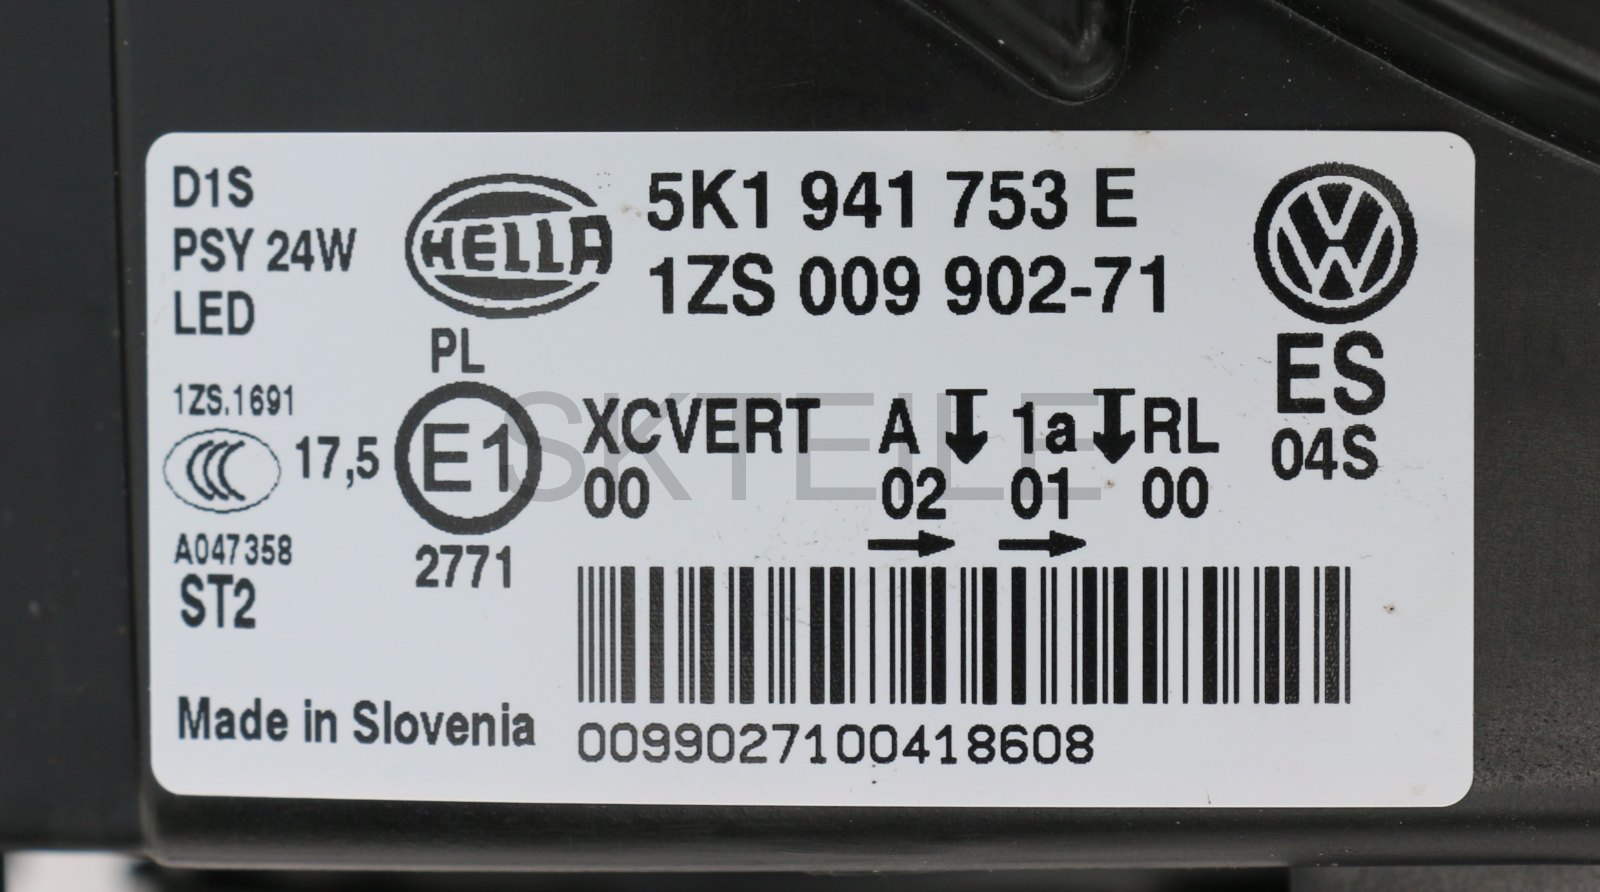 D1S
PSY 24W
LED
HELLA
5K1 941 753 E
1ZS 009 902-71
PL
ES
04S
1ZS.1691
CCC
17,5
E1
XCVERT A 1a RL
00 02 01 00
SKTEILE
A047358
2771
ST2
Made in Slovenia
0099027100418608